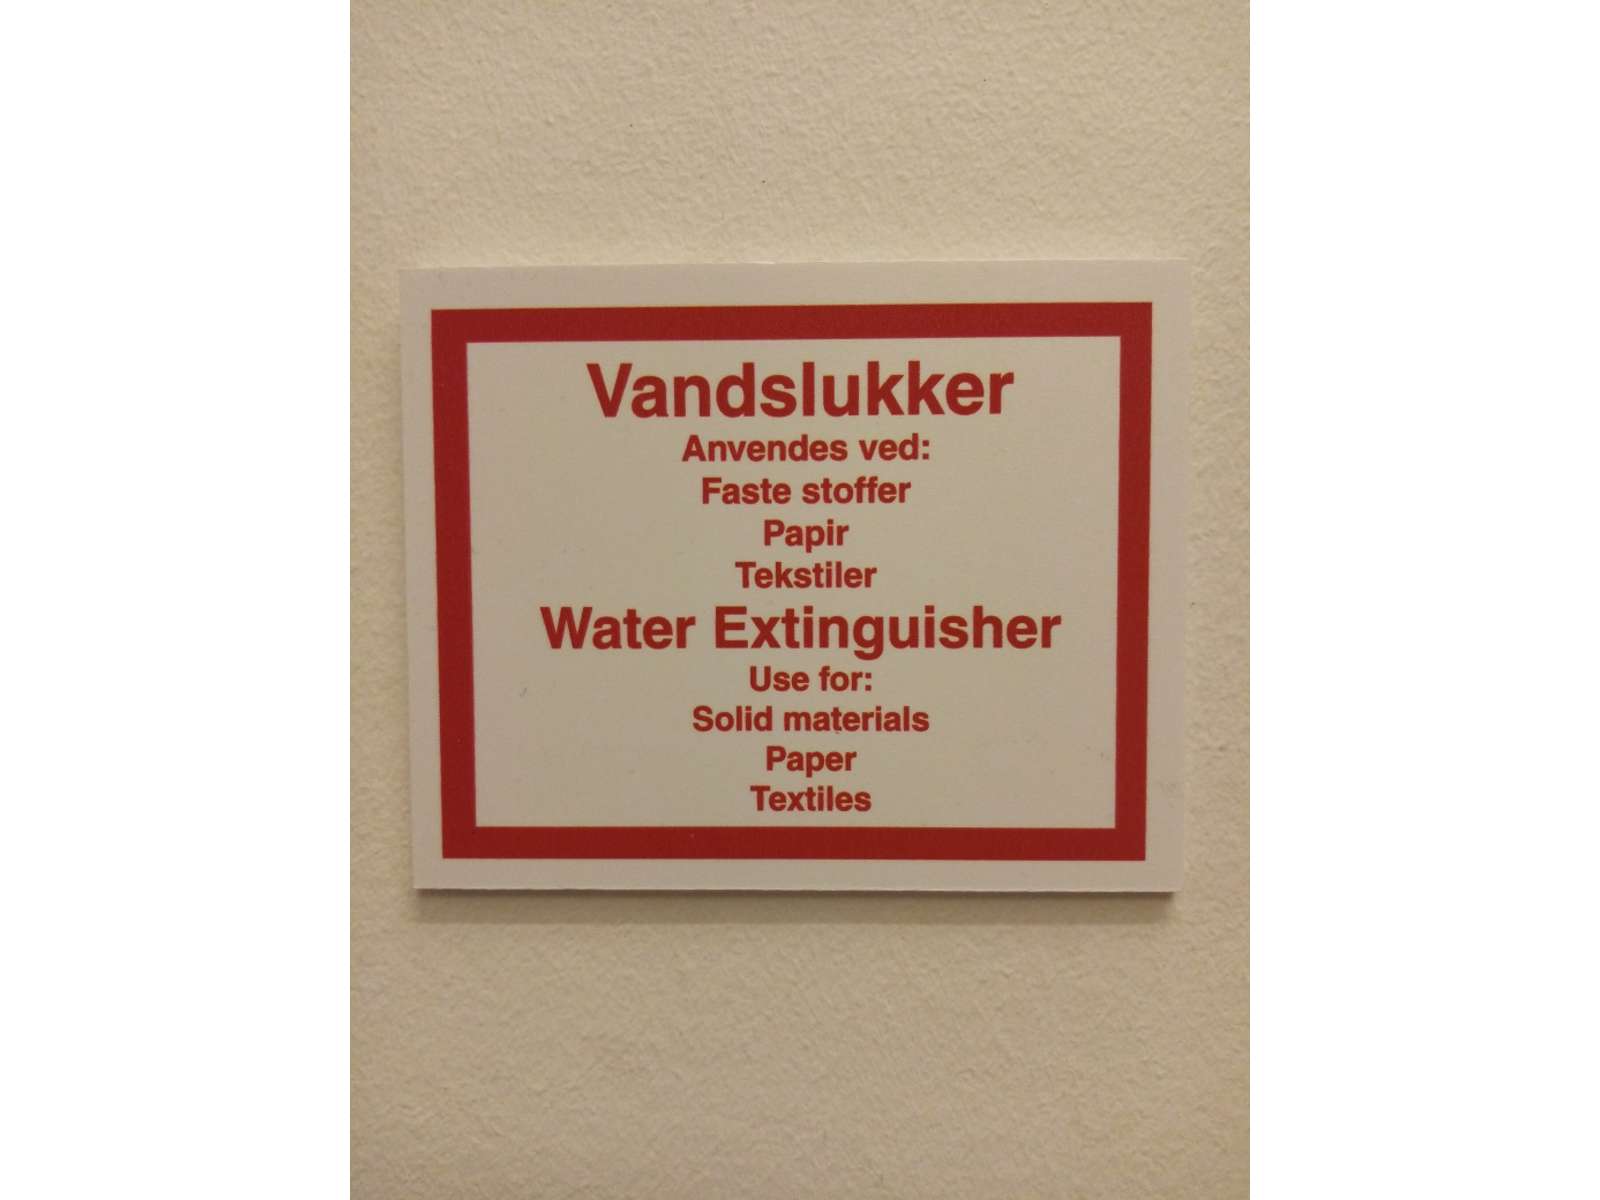 Vandslukker
Anvendes ved:
Faste stoffer
Papir
Tekstiler
Water Extinguisher
Use for:
Solid materials
Paper
Textiles